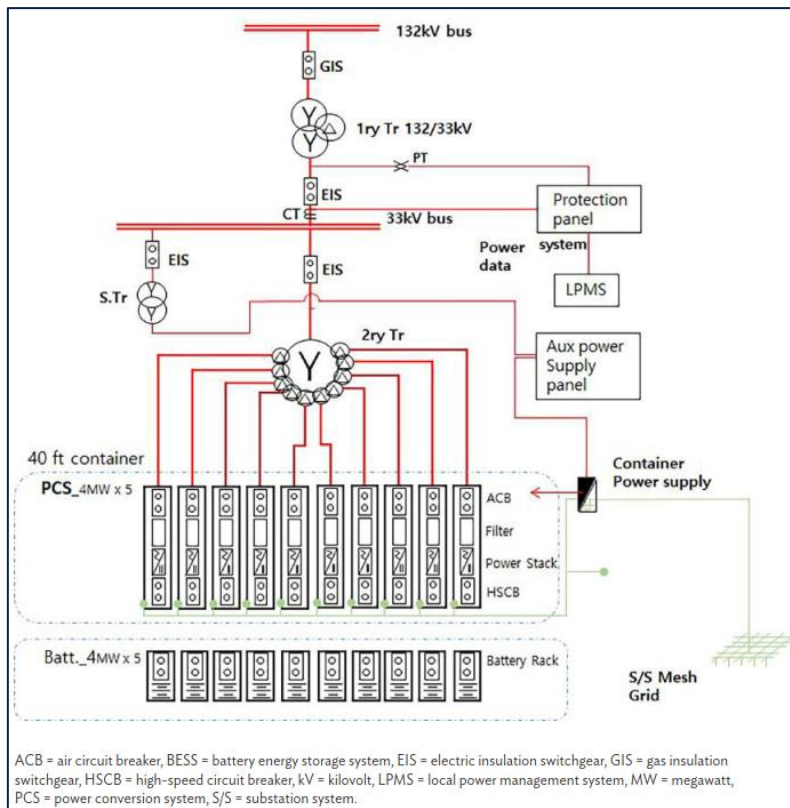 132kV bus
GIS
1ry Tr 132/33kV
PT
EIS
CT
33kV bus
Protection
panel
system
Power
data
LPMS
EIS
EIS
S.Tr
2ry Tr
Aux power
Supply
panel
40 ft container
Container
Power supply
PCS_4MW x 5
ACB
Filter
Power Stack
HSCB
Batt._4MW x 5
Battery Rack
S/S Mesh
Grid
ACB = air circuit breaker, BESS = battery energy storage system, EIS = electric insulation switchgear, GIS = gas insulation
switchgear, HSCB = high-speed circuit breaker, kV = kilovolt, LPMS = local power management system, MW = megawatt,
PCS = power conversion system, S/S = substation system.